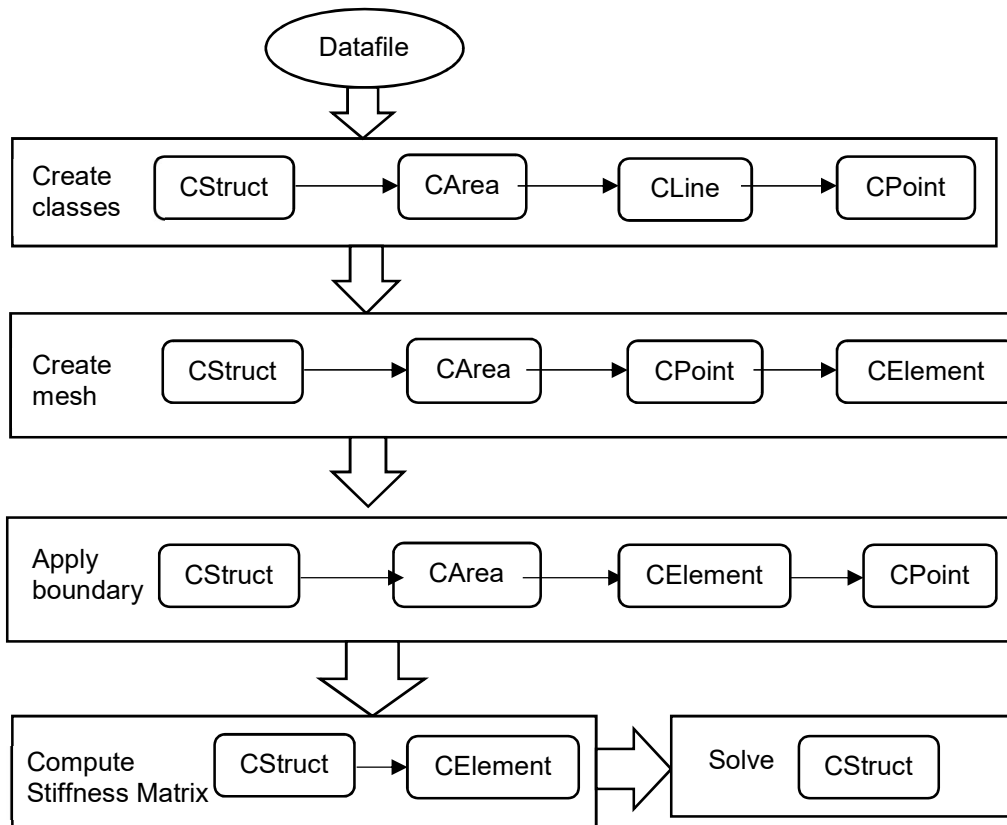 Datafile
Create
classes
CStruct
CArea
CLine
CPoint
Create
mesh
CStruct
CArea
CPoint
CElement
Apply
boundary
CStruct
CArea
CElement
CPoint
Compute
Stiffness Matrix
CStruct
CElement
Solve
CStruct